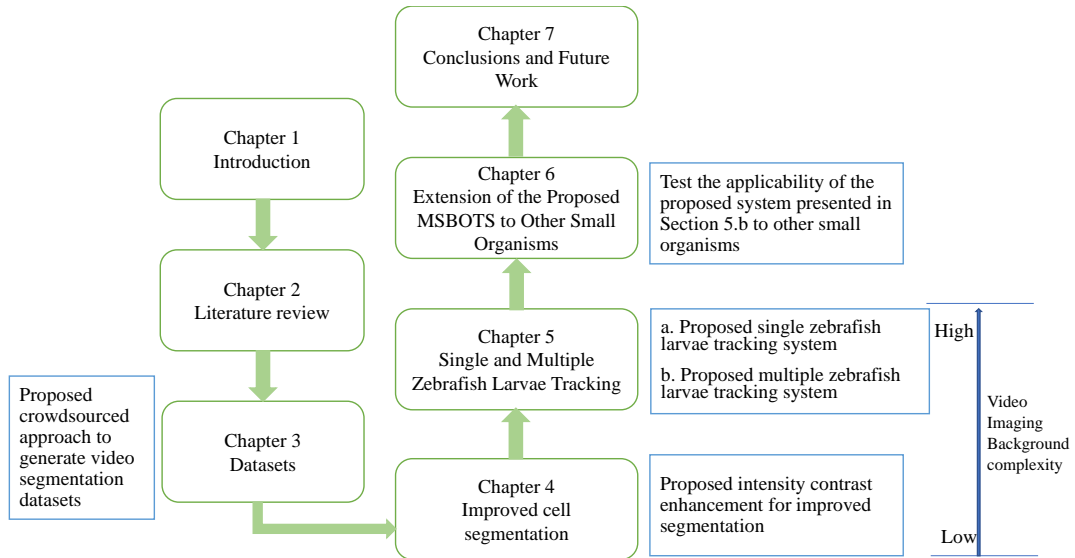 Chapter 1
Introduction
Chapter 2
Literature review
Proposed
crowdsourced
approach to
generate video
segmentation
datasets
Chapter 3
Datasets
Chapter 4
Improved cell
segmentation
Proposed intensity contrast
enhancement for improved
segmentation
Chapter 5
Single and Multiple
Zebrafish Larvae Tracking
a. Proposed single zebrafish
larvae tracking system
b. Proposed multiple zebrafish
larvae tracking system
Chapter 6
Extension of the Proposed
MSBOTS to Other Small
Organisms
Test the applicability of the
proposed system presented in
Section 5.b to other small
organisms
Chapter 7
Conclusions and Future
Work
High
Video
Imaging
Background
complexity
Low